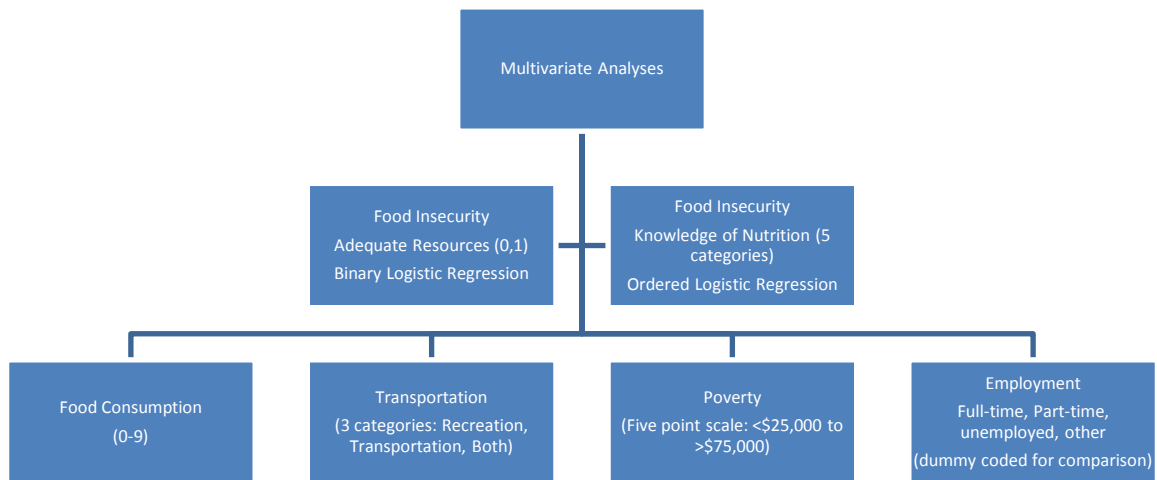 Multivariate Analyses
Food Insecurity
Adequate Resources (0,1)
Binary Logistic Regression
Food Insecurity
Knowledge of Nutrition (5
categories)
Ordered Logistic Regression
Food Consumption
(0-9)
Transportation
(3 categories: Recreation,
Transportation, Both)
Poverty
(Five point scale: <$25,000 to
>$75,000)
Employment
Full-time, Part-time,
unemployed, other
(dummy coded for comparison)